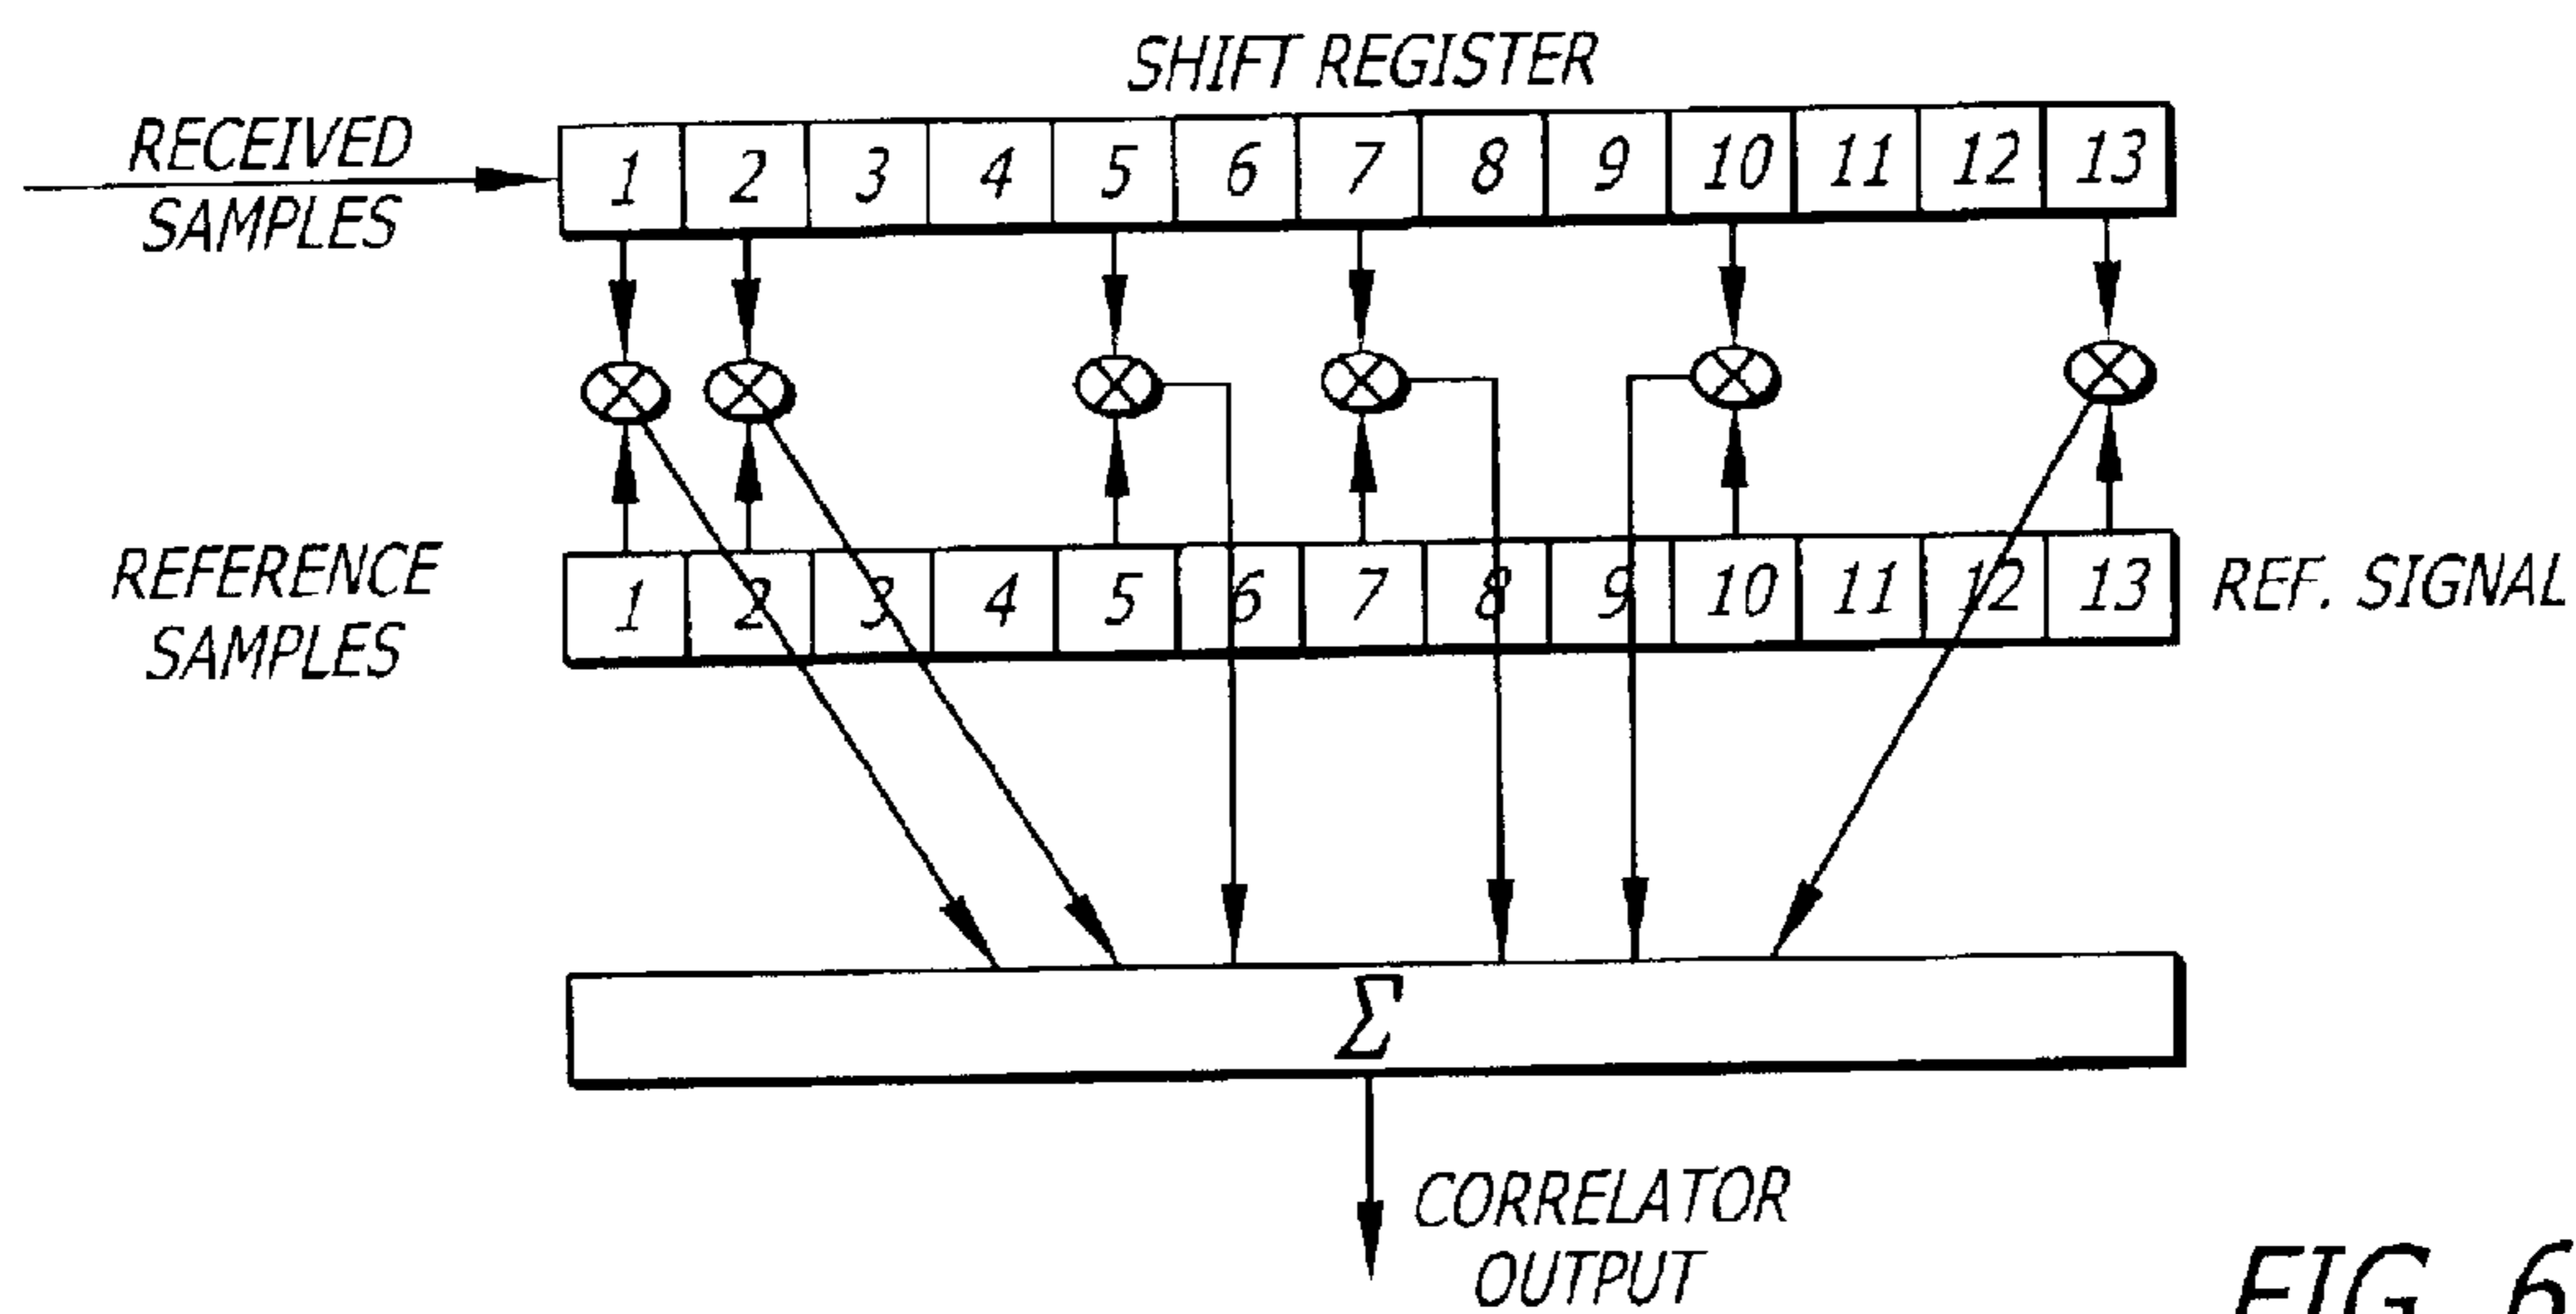 SHIFT REGISTER
RECEIVED
SAMPLES
1 2 3 4 5 6 7 8 9 10 11 12 13
REFERENCE
SAMPLES
1 2 3 4 5 6 7 8 9 10 11 12 13
REF. SIGNAL
Σ
CORRELATOR
OUTPUT
FIG. 6